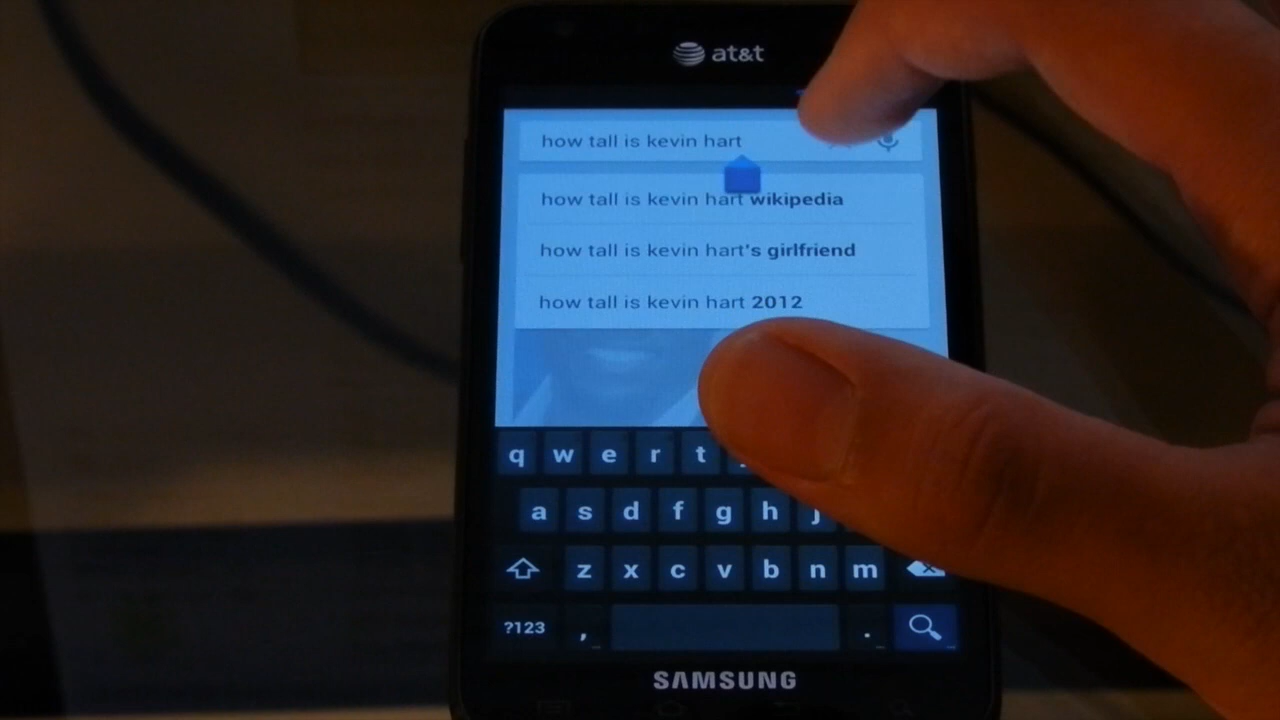 at&t
how tall is kevin hart
how tall is kevin hart wikipedia
how tall is kevin hart's girlfriend
how tall is kevin hart 2012
q w e r t
a s d f g h j
z x c v b n m
?123 , .
SAMSUNG